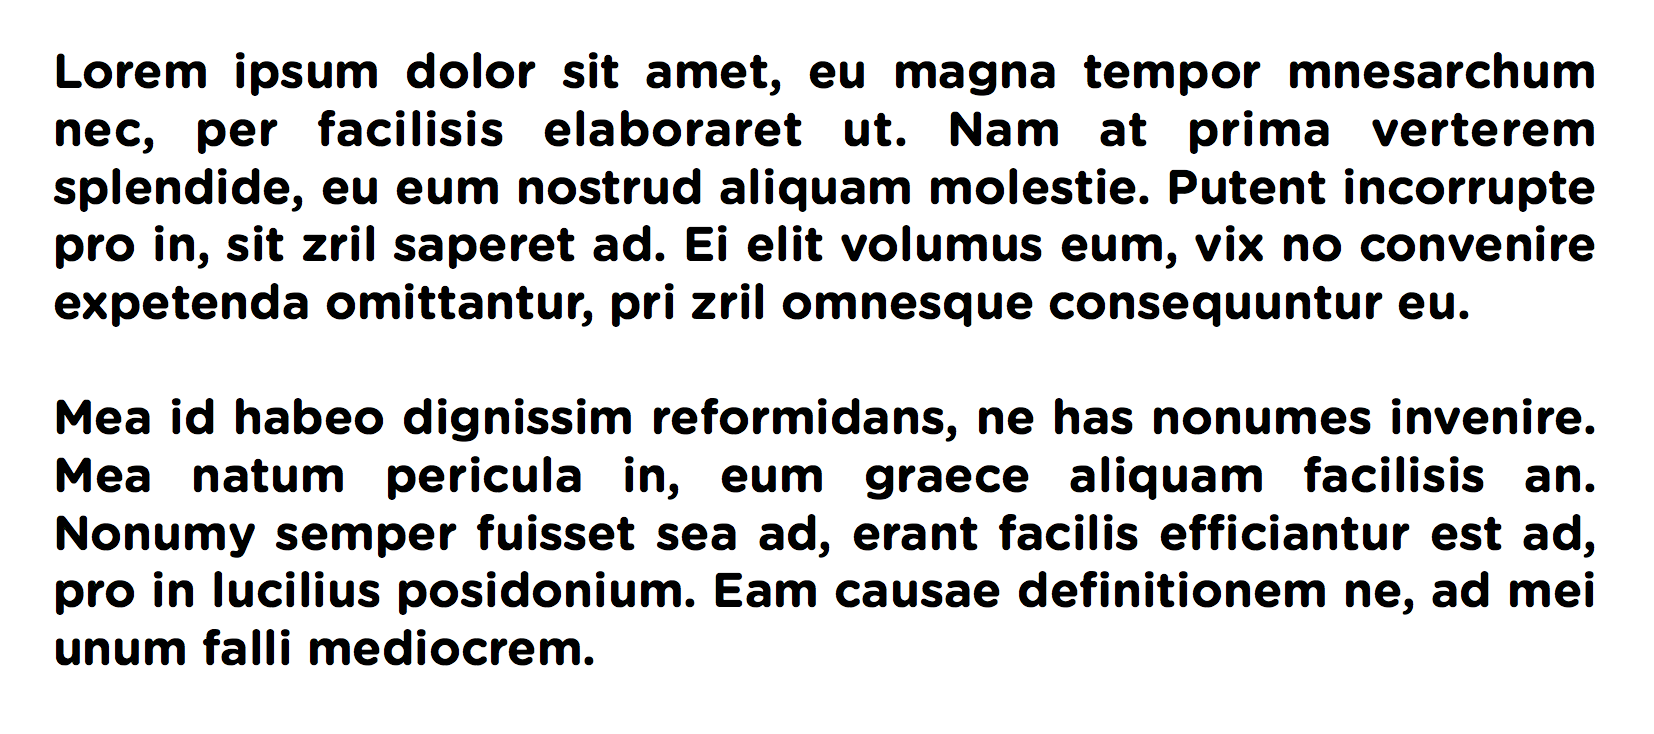 Lorem ipsum dolor sit amet, eu magna tempor mnesarchum
nec, per facilisis elaboraret ut. Nam at prima verterem
splendide, eu eum nostrud aliquam molestie. Putent incorrupte
pro in, sit zril saperet ad. Ei elit volumus eum, vix no convenire
expetenda omittantur, pri zril omnesque consequuntur eu.

Mea id habeo dignissim reformidans, ne has nonumes invenire.
Mea natum pericula in, eum graece aliquam facilisis an.
Nonumy semper fuisset sea ad, erant facilis efficiantur est ad,
pro in lucilius posidonium. Eam causae definitionem ne, ad mei
unum falli mediocrem.